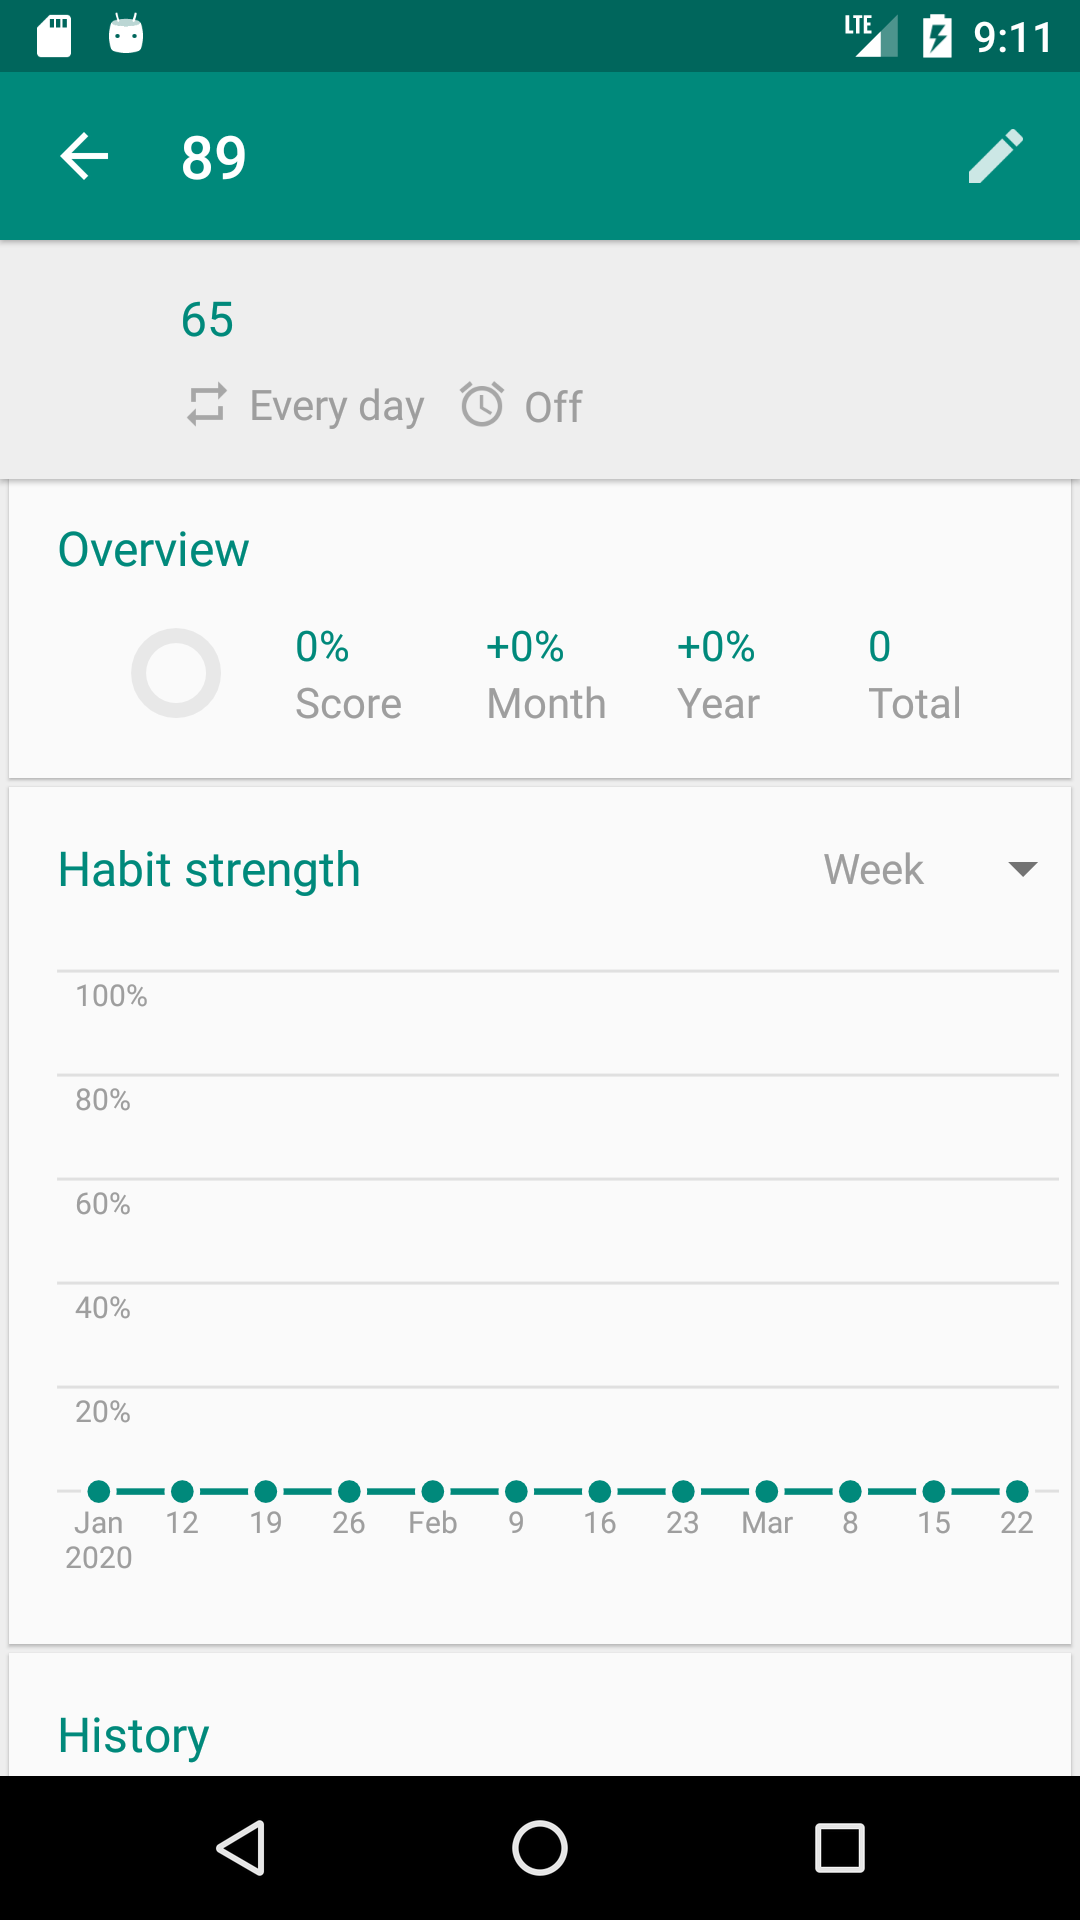 LTE 9:11
89
65
Every day Off
Overview
0% +0% +0% 0
Score Month Year Total
Habit strength Week
100%
80%
60%
40%
20%
Jan 12 19 26 Feb 9 16 23 Mar 8 15 22
2020
History